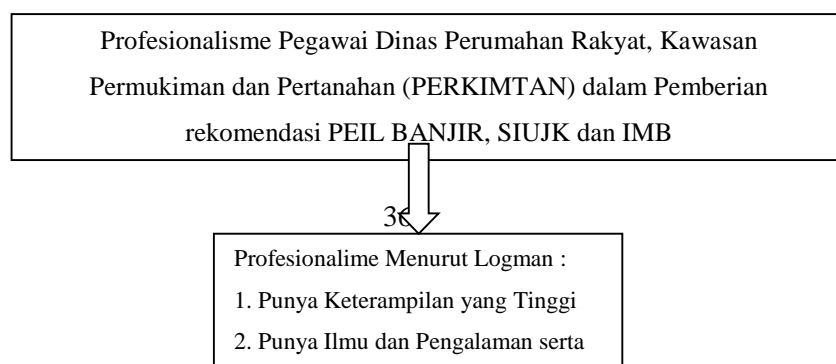 Profesionalisme Pegawai Dinas Perumahan Rakyat, Kawasan
Permukiman dan Pertanahan (PERKIMTAN) dalam Pemberian
rekomendasi PEIL BANJIR, SIUJK dan IMB
Profesionalime Menurut Logman :
1. Punya Keterampilan yang Tinggi
2. Punya Ilmu dan Pengalaman serta